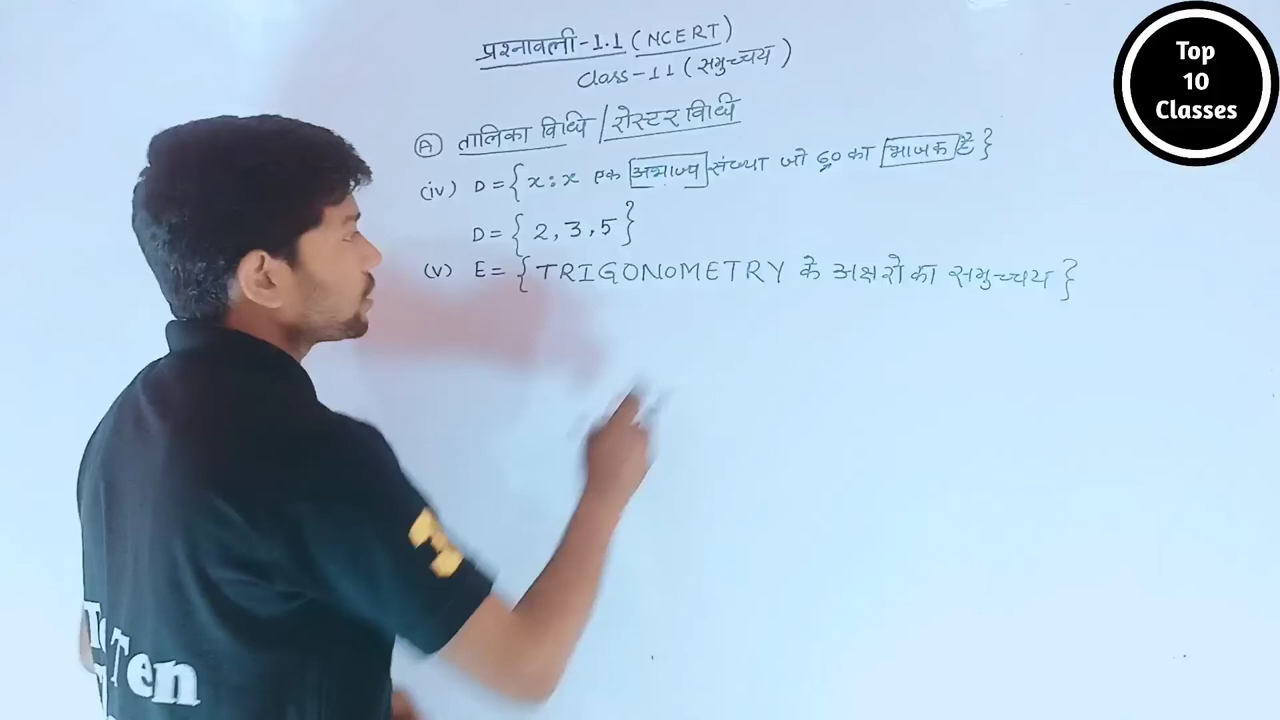 प्रश्नावली-1.1 (NCERT)
Class-11 (समुच्चय)
Top
10
Classes
(A) तालिका विधि / रोस्टर विधि
(iv) D = { x : x एक अभाज्य संख्या जो 60 का भाजक है }
D = { 2, 3, 5 }
(v) E = { TRIGONOMETRY के अक्षरो का समुच्चय }
Ten